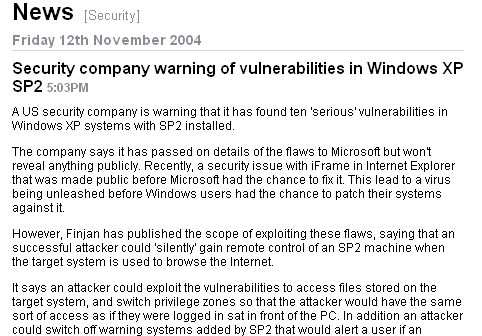 News [Security]
Friday 12th November 2004
Security company warning of vulnerabilities in Windows XP
SP2 5:03PM
A US security company is warning that it has found ten 'serious' vulnerabilities in
Windows XP systems with SP2 installed.
The company says it has passed on details of the flaws to Microsoft but won't
reveal anything publicly. Recently, a security issue with iFrame in Internet Explorer
that was made public before Microsoft had the chance to fix it. This lead to a virus
being unleashed before Windows users had the chance to patch their systems
against it.
However, Finjan has published the scope of exploiting these flaws, saying that an
successful attacker could 'silently' gain remote control of an SP2 machine when
the target system is used to browse the Internet.
It says an attacker could exploit the vulnerabilities to access files stored on the
target system, and switch privilege zones so that the attacker would have the same
sort of access as if they were logged in sat in front of the PC. In addition an attacker
could switch off warning systems added by SP2 that would alert a user if an